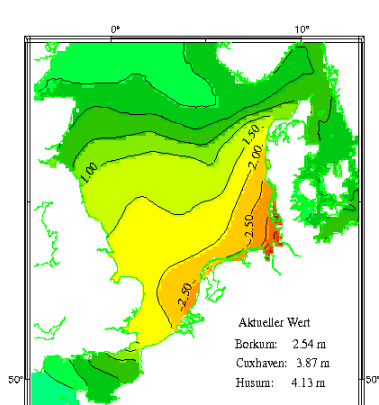 0° 10°
1.50
2.00
1.00
2.50
2.50
Aktueller Wert
Borkum: 2.54 m
Cuxhaven: 3.87 m
Husum: 4.13 m
50° 50°